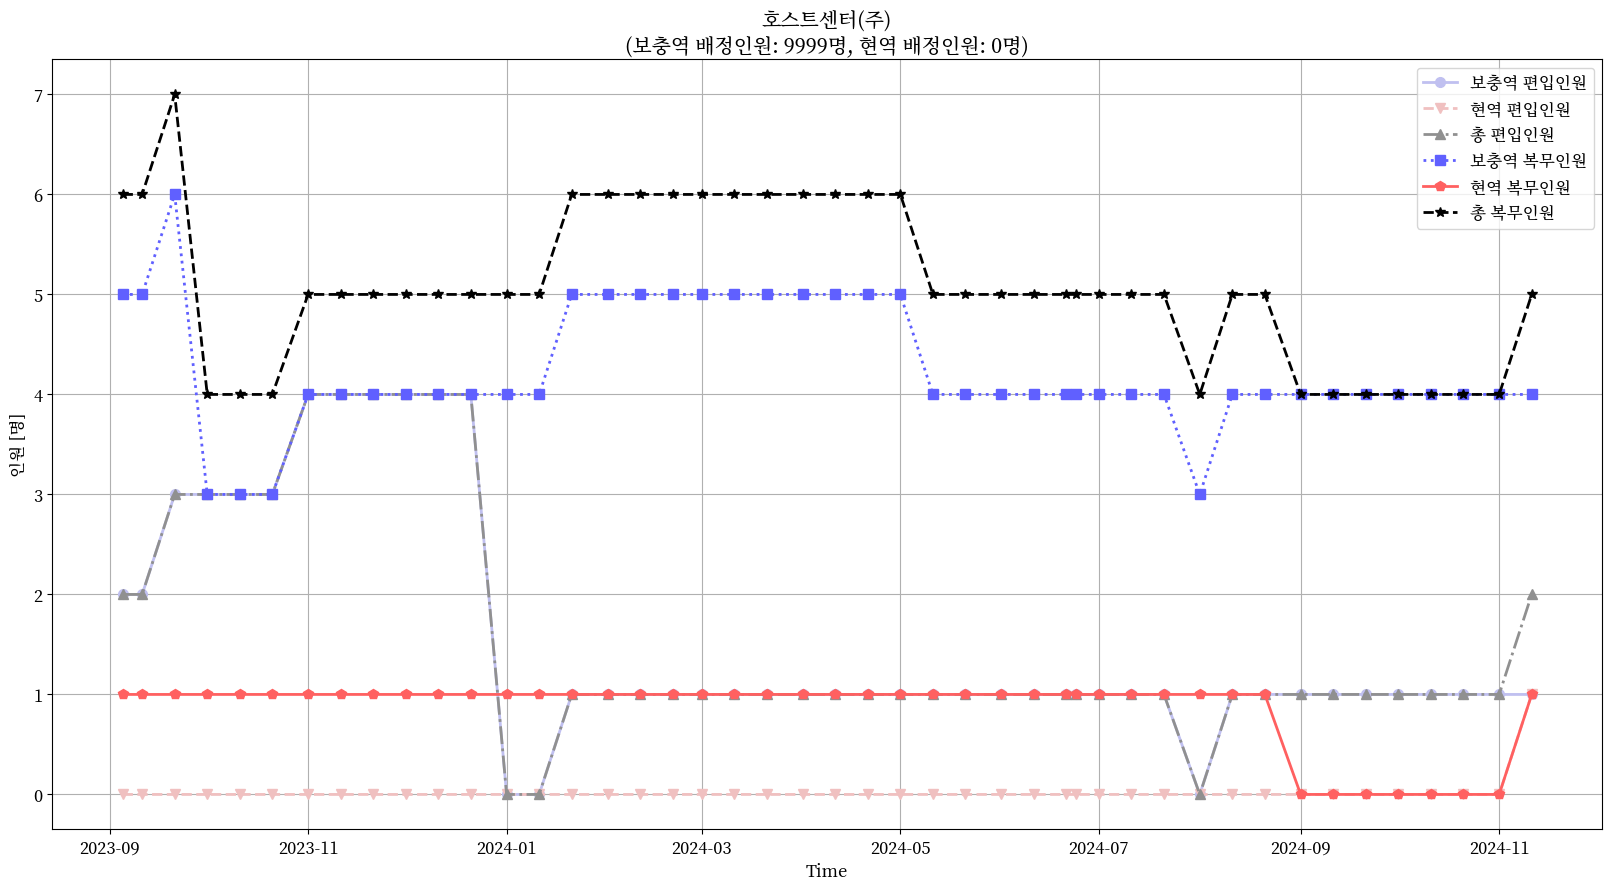 호스트센터(주)
(보충역 배정인원: 9999명, 현역 배정인원: 0명)
보충역 편입인원
현역 편입인원
총 편입인원
보충역 복무인원
현역 복무인원
총 복무인원
인원 [명]
7
6
5
4
3
2
1
0
2023-09
2023-11
2024-01
2024-03
2024-05
2024-07
2024-09
2024-11
Time